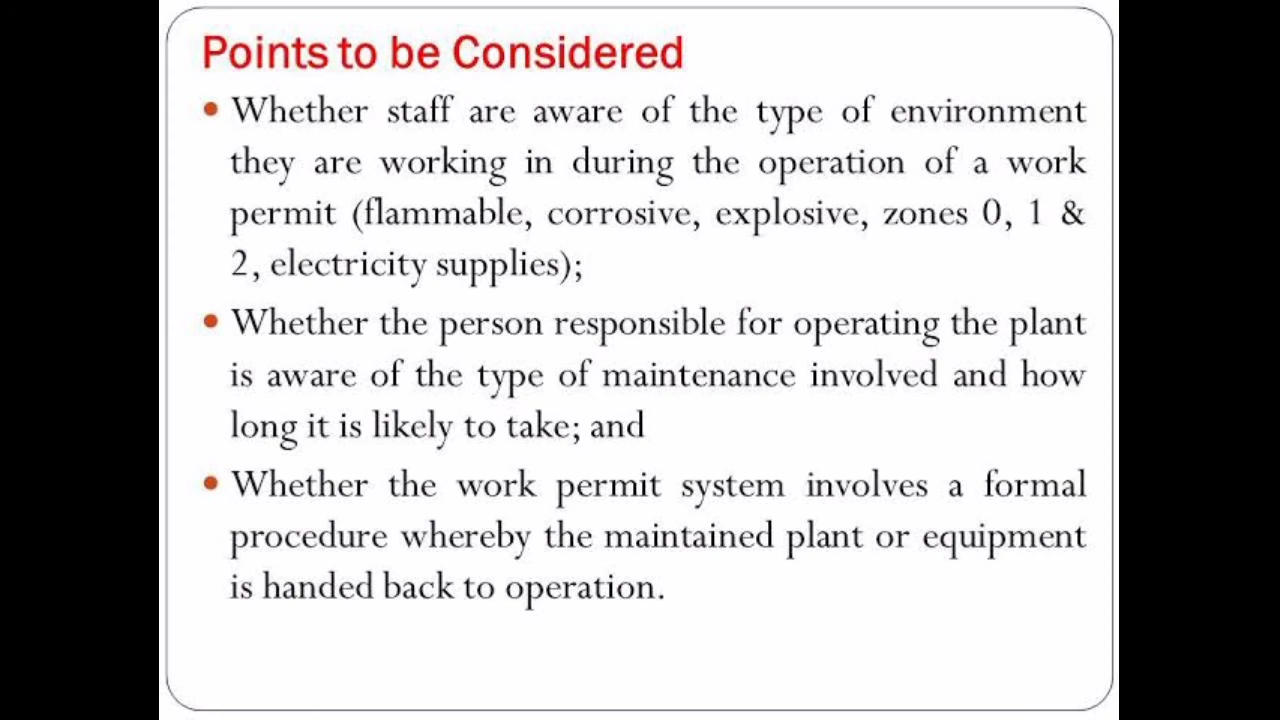 Points to be Considered
• Whether staff are aware of the type of environment
they are working in during the operation of a work
permit (flammable, corrosive, explosive, zones 0, 1 &
2, electricity supplies);
• Whether the person responsible for operating the plant
is aware of the type of maintenance involved and how
long it is likely to take; and
• Whether the work permit system involves a formal
procedure whereby the maintained plant or equipment
is handed back to operation.